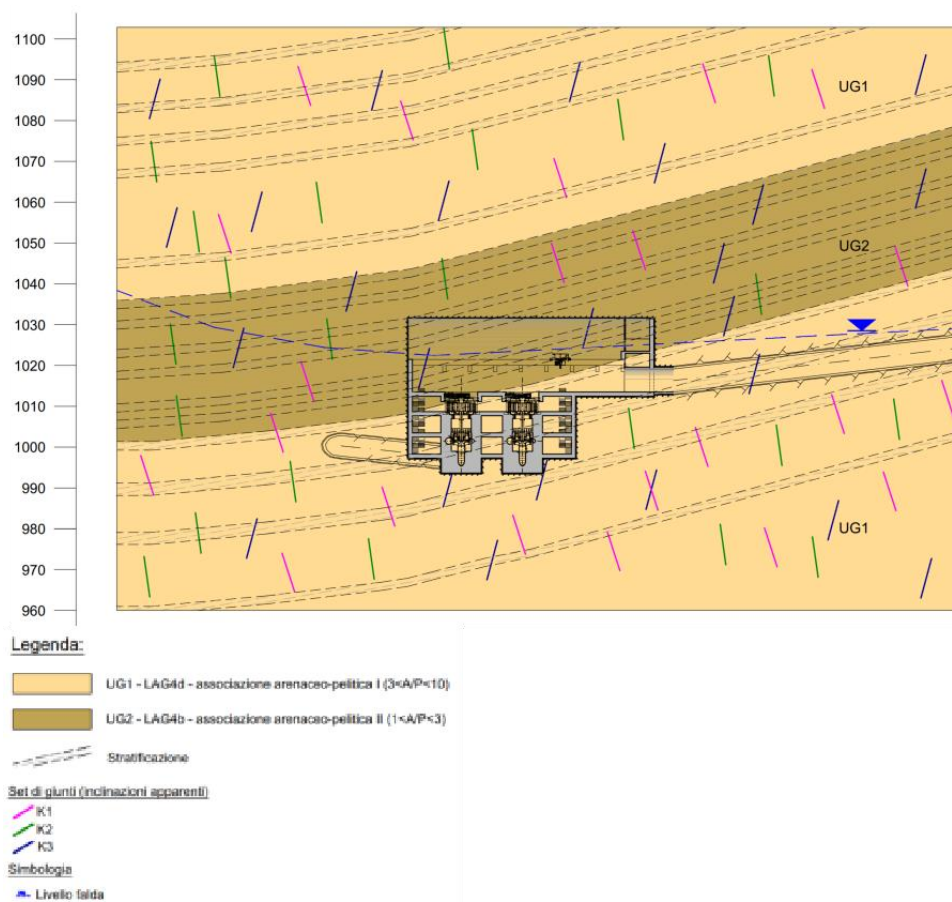 1100
1090
1080
1070
1060
1050
1040
1030
1020
1010
1000
990
980
970
960
UG1
UG2
UG1
Legenda:
UG1 - LAG4d - associazione arenaceo-pelitica I (3<A/P<10)
UG2 - LAG4b - associazione arenaceo-pelitica II (1<A/P<3)
Stratificazione
Set di giunti (inclinazioni apparenti)
K1
K2
K3
Simbologia
Livello falda